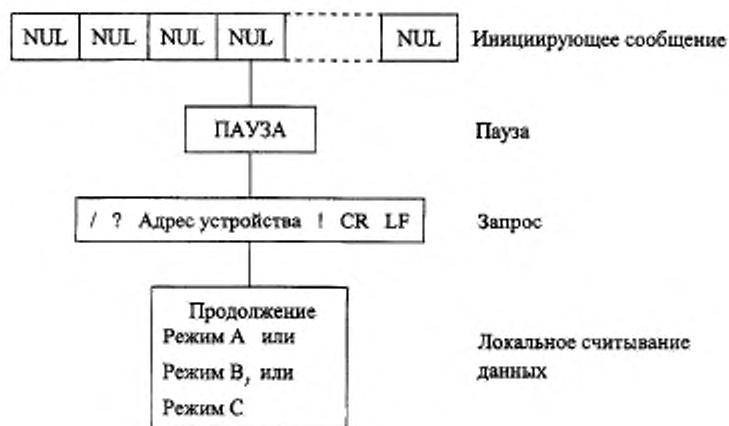 NUL NUL NUL NUL NUL Инициирующее сообщение
ПАУЗА Пауза
/ ? Адрес устройства ! CR LF Запрос
Продолжение
Режим А или
Режим В, или
Режим С
Локальное считывание
данных